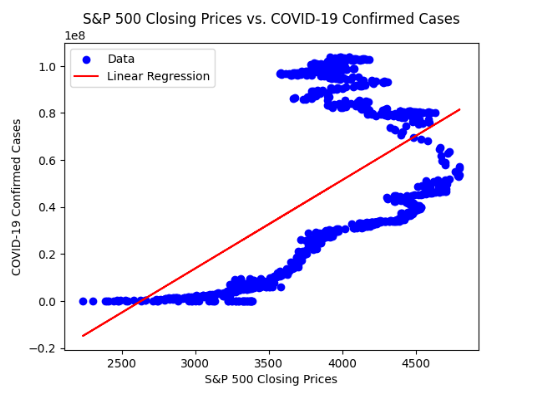 S&P 500 Closing Prices vs. COVID-19 Confirmed Cases
1e8
Data
Linear Regression
1.0
0.8
0.6
0.4
0.2
0.0
−0.2
COVID-19 Confirmed Cases
2500 3000 3500 4000 4500
S&P 500 Closing Prices